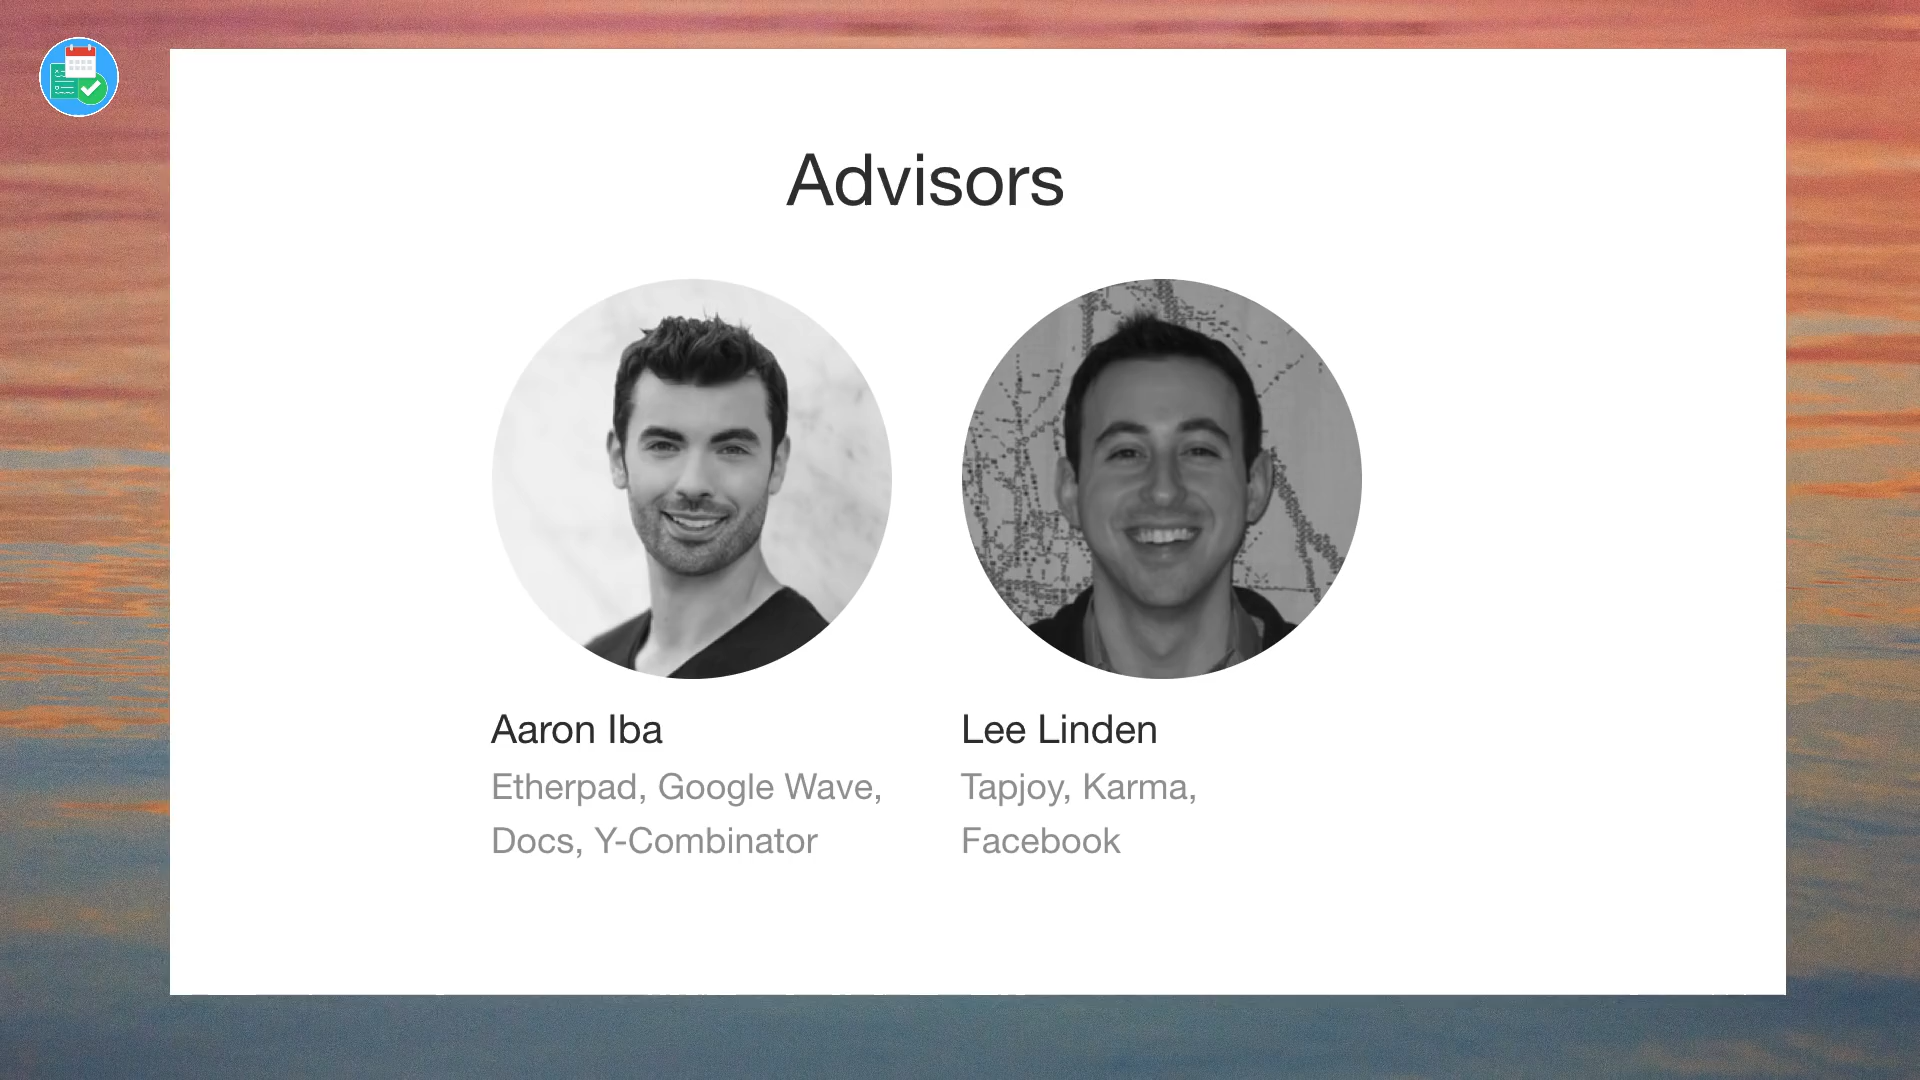 Advisors
Aaron Iba
Etherpad, Google Wave,
Docs, Y-Combinator
Lee Linden
Tapjoy, Karma,
Facebook